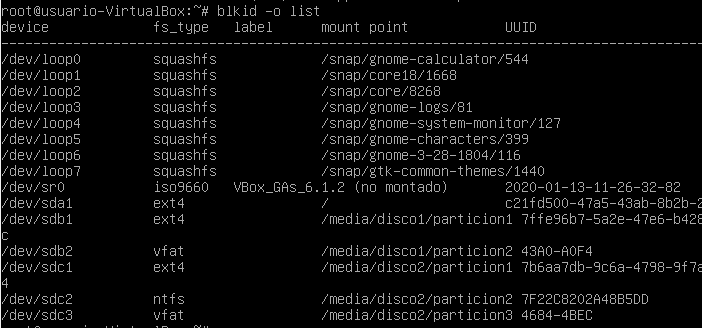 root@usuario-VirtualBox:~# blkid -o list
device fs_type label mount point UUID
--------------------------------------------------------------------------------
/dev/loop0 squashfs /snap/gnome-calculator/544
/dev/loop1 squashfs /snap/core18/1668
/dev/loop2 squashfs /snap/core/8268
/dev/loop3 squashfs /snap/gnome-logs/81
/dev/loop4 squashfs /snap/gnome-system-monitor/127
/dev/loop5 squashfs /snap/gnome-characters/399
/dev/loop6 squashfs /snap/gnome-3-28-1804/116
/dev/loop7 squashfs /snap/gtk-common-themes/1440
/dev/sr0 iso9660 VBox_GAs_6.1.2 (no montado) 2020-01-13-11-26-32-82
/dev/sda1 ext4 / c21fd500-47a5-43ab-8b2b-2
/dev/sdb1 ext4 /media/disco1/particion1 7ffe96b7-5a2e-47e6-b428
c
/dev/sdb2 vfat /media/disco1/particion2 43A0-A0F4
/dev/sdc1 ext4 /media/disco2/particion1 7b6aa7db-9c6a-4798-9f7a
4
/dev/sdc2 ntfs /media/disco2/particion2 7F22C8202A48B5DD
/dev/sdc3 vfat /media/disco2/particion3 4684-4BEC